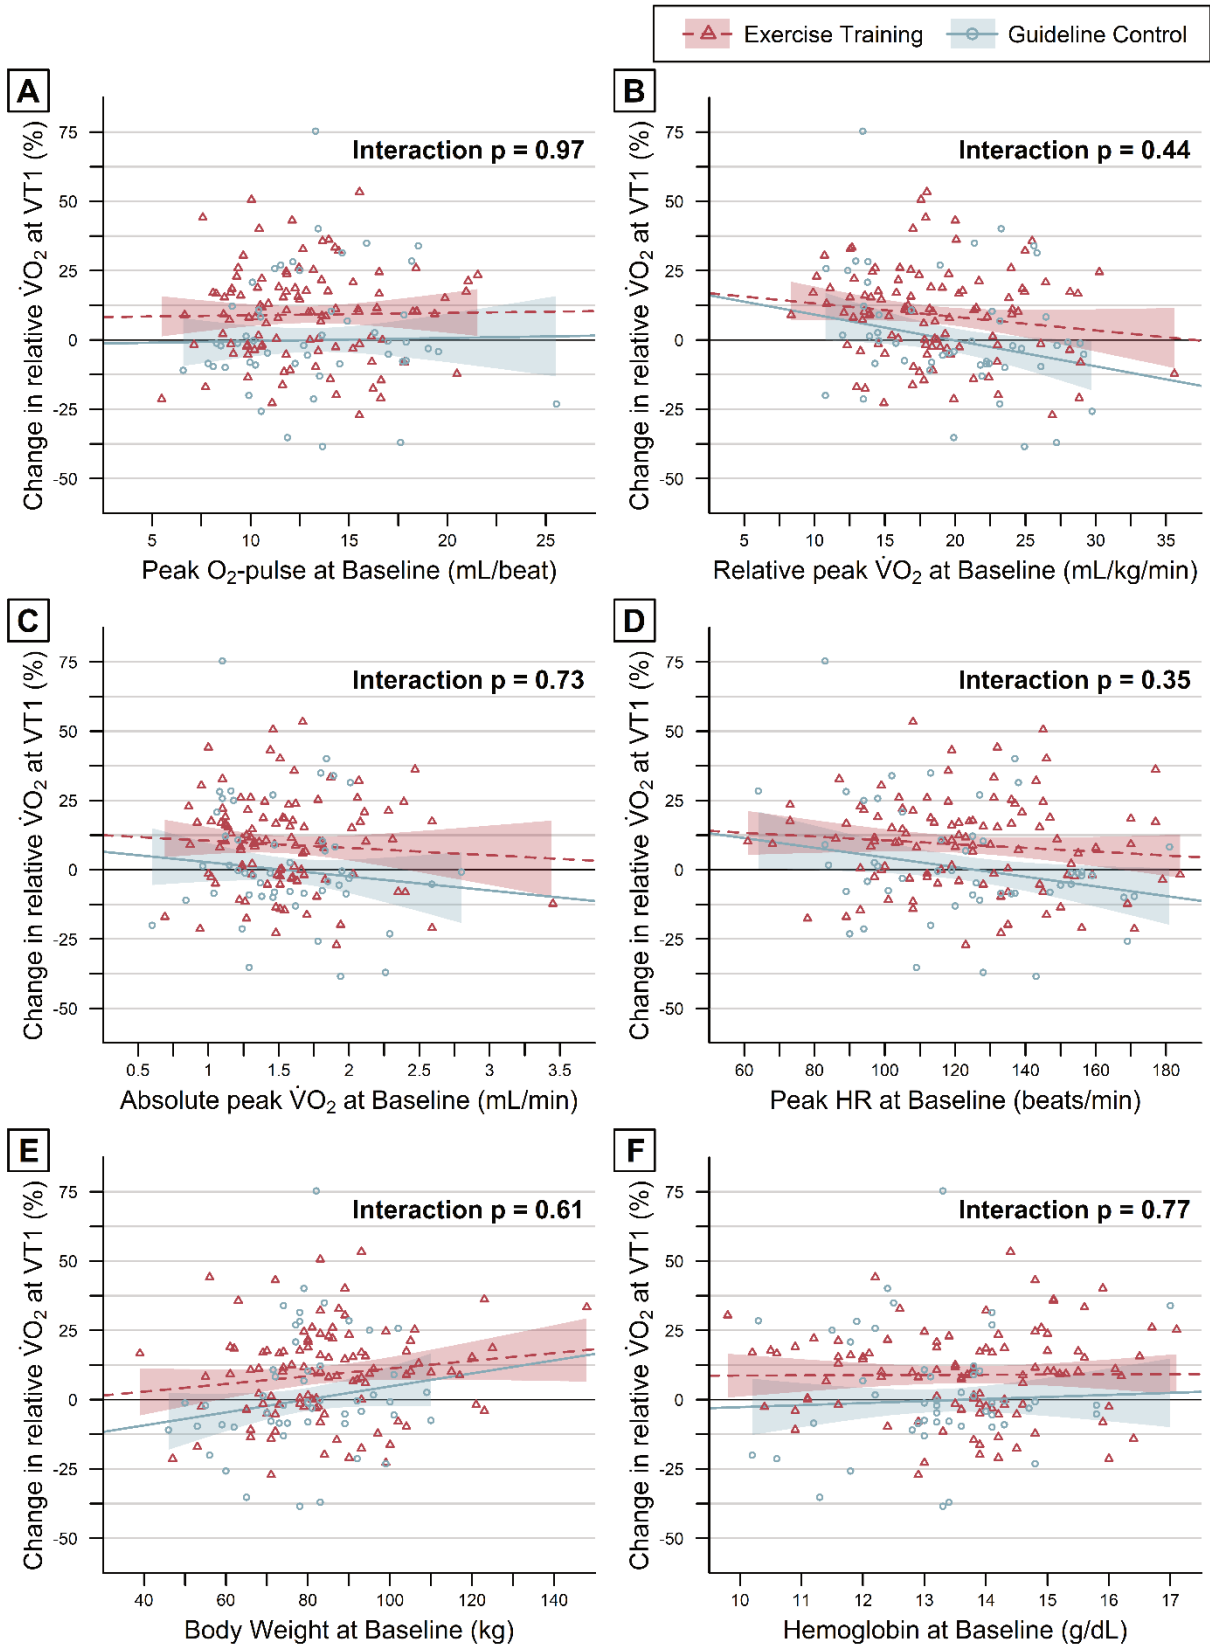 Exercise Training Guideline Control
A
Change in relative V̇O₂ at VT1 (%)
75
50
25
0
-25
-50
Interaction p = 0.97
5 10 15 20 25
Peak O₂-pulse at Baseline (mL/beat)
B
Change in relative V̇O₂ at VT1 (%)
75
50
25
0
-25
-50
Interaction p = 0.44
5 10 15 20 25 30 35
Relative peak V̇O₂ at Baseline (mL/kg/min)
C
Change in relative V̇O₂ at VT1 (%)
75
50
25
0
-25
-50
Interaction p = 0.73
0.5 1 1.5 2 2.5 3 3.5
Absolute peak V̇O₂ at Baseline (mL/min)
D
Change in relative V̇O₂ at VT1 (%)
75
50
25
0
-25
-50
Interaction p = 0.35
60 80 100 120 140 160 180
Peak HR at Baseline (beats/min)
E
Change in relative V̇O₂ at VT1 (%)
75
50
25
0
-25
-50
Interaction p = 0.61
40 60 80 100 120 140
Body Weight at Baseline (kg)
F
Change in relative V̇O₂ at VT1 (%)
75
50
25
0
-25
-50
Interaction p = 0.77
10 11 12 13 14 15 16 17
Hemoglobin at Baseline (g/dL)